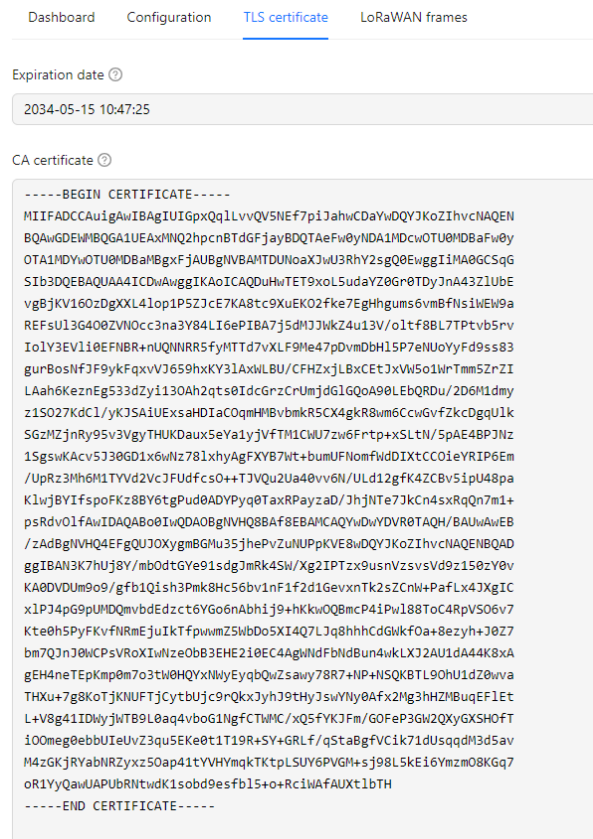 Dashboard Configuration TLS certificate LoRaWAN frames
Expiration date
2034-05-15 10:47:25
CA certificate
-----BEGIN CERTIFICATE-----
MIIFADCCAuigAwIBAgIUIGpxQqlLvvQV5NEf7piJahwCDaYwDQYJKoZIhvcNAQEN
BQAwGDEWMBQGA1UEAxMNQ2hpcnBTdGFjayBDQTAeFw0yNDA1MDcwOTU0MDBaFw0y
OTA1MDYwOTU0MDBaMBgxFjAUBgNVBAMTDUNoaXJwU3RhY2sgQ0EwggIiMA0GCSqG
SIb3DQEBAQUAA4ICDwAwggIKAoICAQDuHwTET9xoL5udaYZ0Gr0TDyJnA43ZlUbE
vgBjKV16OzDgXXL4lop1P5ZJcE7KA8tc9XuEKO2fke7EgHhgums6vmBfNsiWEW9a
REFsUl3G4O0ZVNOcc3na3Y84LI6ePIBA7j5dMJJWkZ4u13V/oltf8BL7TPtvb5rv
IolY3EVli0EFNBR+nUQNNRR5fyMTTd7vXLF9Me47pDvmDbHl5P7eNUoYyFd9ss83
gurBosNfJF9ykFqxvVJ659hxKY3lAxWLBU/CFHZxjLBxCEtJxVW5o1WrTmm5ZrZI
LAah6KeznEg533dZyi13OAh2qts0IdcGrzCrUmjdGlGQoA90LEbQRDu/2D6M1dmy
z1SO27KdCl/yKJSAiUExsaHDIaCOqmHMBvbmkR5CX4gkR8wm6CcwGvfZkcDgqUlk
SGzMZjnRy95v3VgyTHUKDaux5eYa1yjVfTM1CWU7zw6Frtp+xSLtN/5pAE4BPJNz
1SgswKAcv5J30GD1x6wNz78lxhyAgFXYB7Wt+bumUFNomfWdDIXtCCOieYRIP6Em
/UpRz3Mh6M1TYVd2VcJFUdfcsO++TJVQu2Ua40vv6N/ULd12gfK4ZCBv5ipU48pa
KlwjBYIfspoFKz8BY6tgPud0ADYPyq0TaxRPayzaD/JhjNTe7JkCn4sxRqQn7m1+
psRdvOlfAwIDAQABo0IwQDAOBgNVHQ8BAf8EBAMCAQYwDwYDVR0TAQH/BAUwAwEB
/zAdBgNVHQ4EFgQUJOXygmBGMu35jhePvZuNUPpKVE8wDQYJKoZIhvcNAQENBQAD
ggIBAN3K7hUj8Y/mbOdtGYe91sdgJmRk4SW/Xg2IPTzx9usnVzsvsVd9z150zY0v
KA0DVDUm9o9/gfb1Qish3Pmk8Hc56bv1nF1f2d1GevxnTk2sZCnW+PafLx4JXgIC
xlPJ4pG9pUMDQmvbdEdzct6YGo6nAbhij9+hKkwOQBmcP4iPwl88ToC4RpVSO6v7
Kte0h5PyFKvfNRmEjuIkTfpwwmZ5WbDo5XI4Q7LJq8hhhCdGWkfOa+8ezyh+J0Z7
bm7QJnJ0WCPsVRoXIwNzeObB3EHE2i0EC4AgWNdFbNdBun4wkLXJ2AU1dA44K8xA
gEH4neTEpKmp0m7o3tW0HQYxNWyEyqbQwZsawy78R7+NP+NSQKBTL9OhU1dZ0wva
THXu+7g8KoTjKNUFTjCytbUjc9rQkxJyhJ9tHyJswYNy0Afx2Mg3hHZMBuqEFlEt
L+V8g41IDWyjWTB9L0aq4vboG1NgfCTWMC/xQ5fYKJFm/GOFeP3GW2QXyGXSHOfT
iOOmeg0ebbUIeUvZ3qu5EKe0t1T19R+SY+GRLf/qStaBgfVCik71dUsqqdM3d5av
M4zGKjRYabNRZyxz5Oap41tYVHYmqkTKtpLSUY6PVGM+sj98L5kEi6YmzmO8KGq7
oR1YyQawUAPUbRNtwdK1sobd9esfbl5+o+RciWAfAUXtlbTH
-----END CERTIFICATE-----